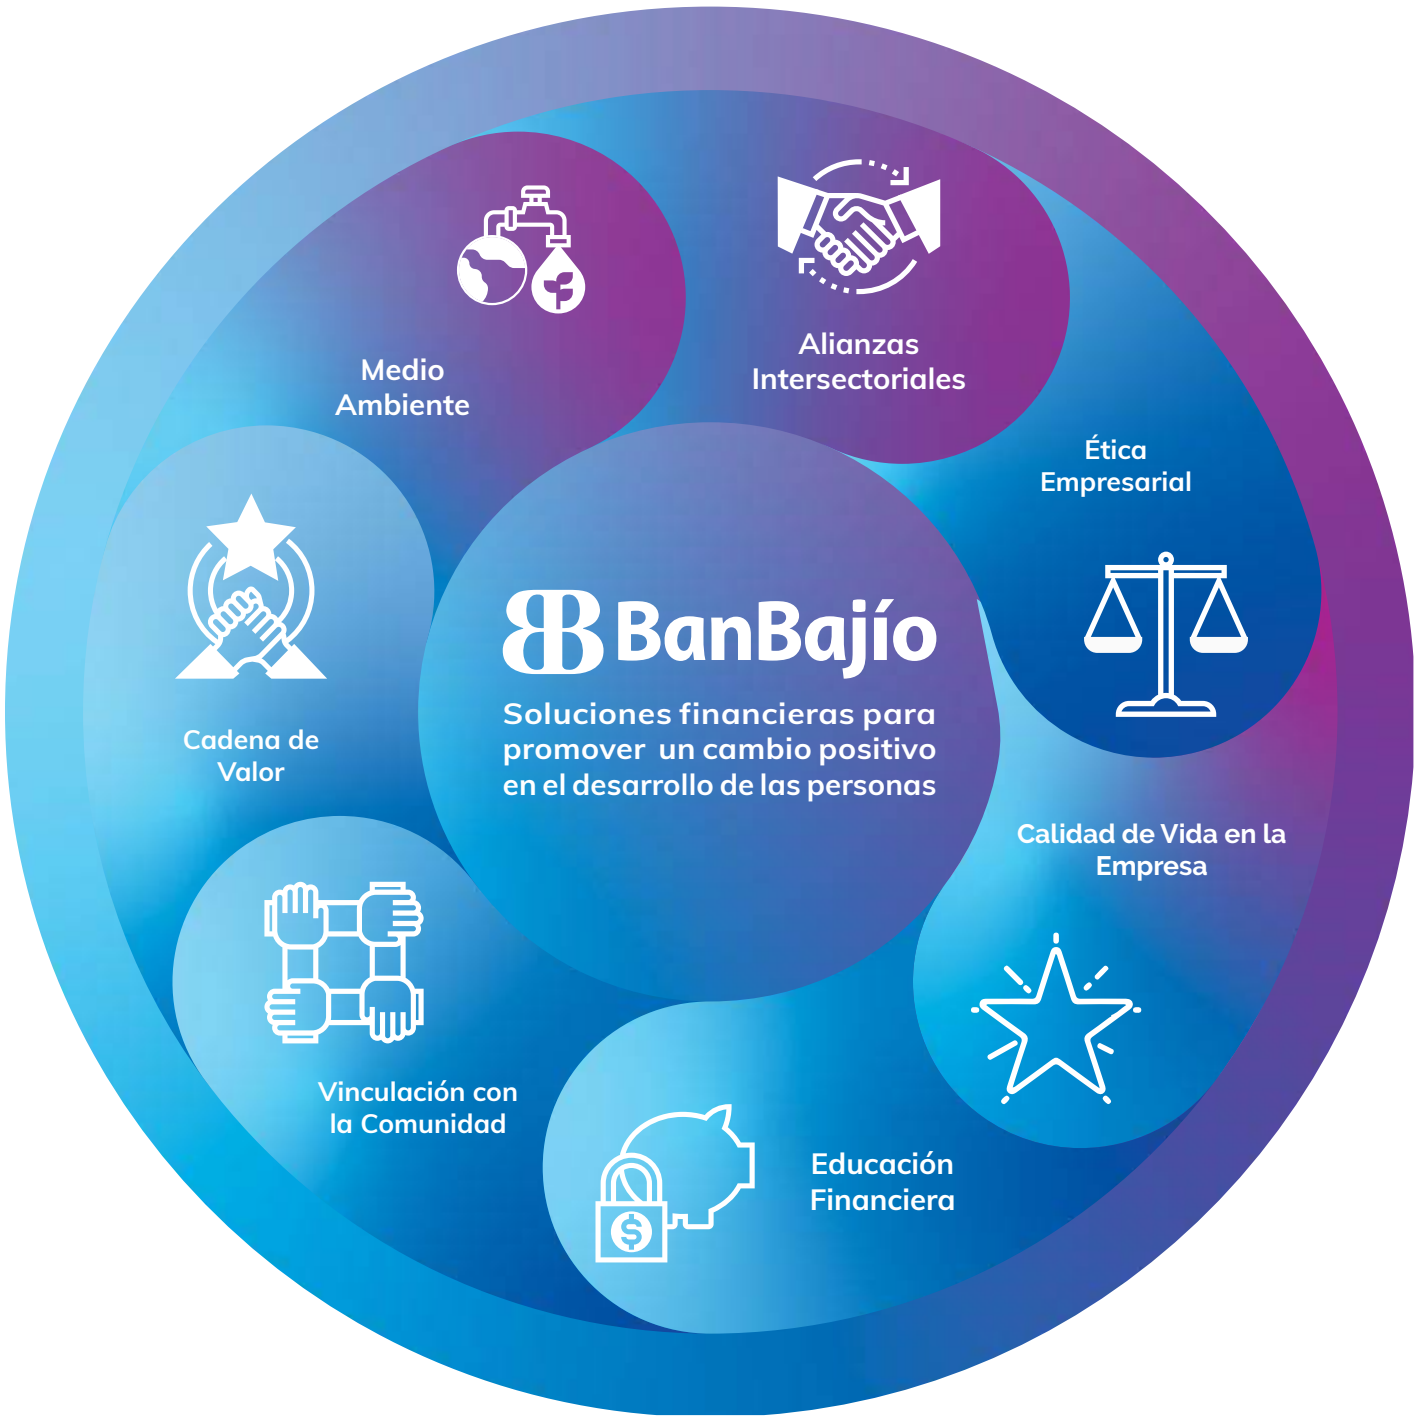 Medio
Ambiente
Alianzas
Intersectoriales
Ética
Empresarial
Cadena de
Valor
BanBajío
Soluciones financieras para
promover un cambio positivo
en el desarrollo de las personas
Calidad de Vida en la
Empresa
Vinculación con
la Comunidad
$
Educación
Financiera